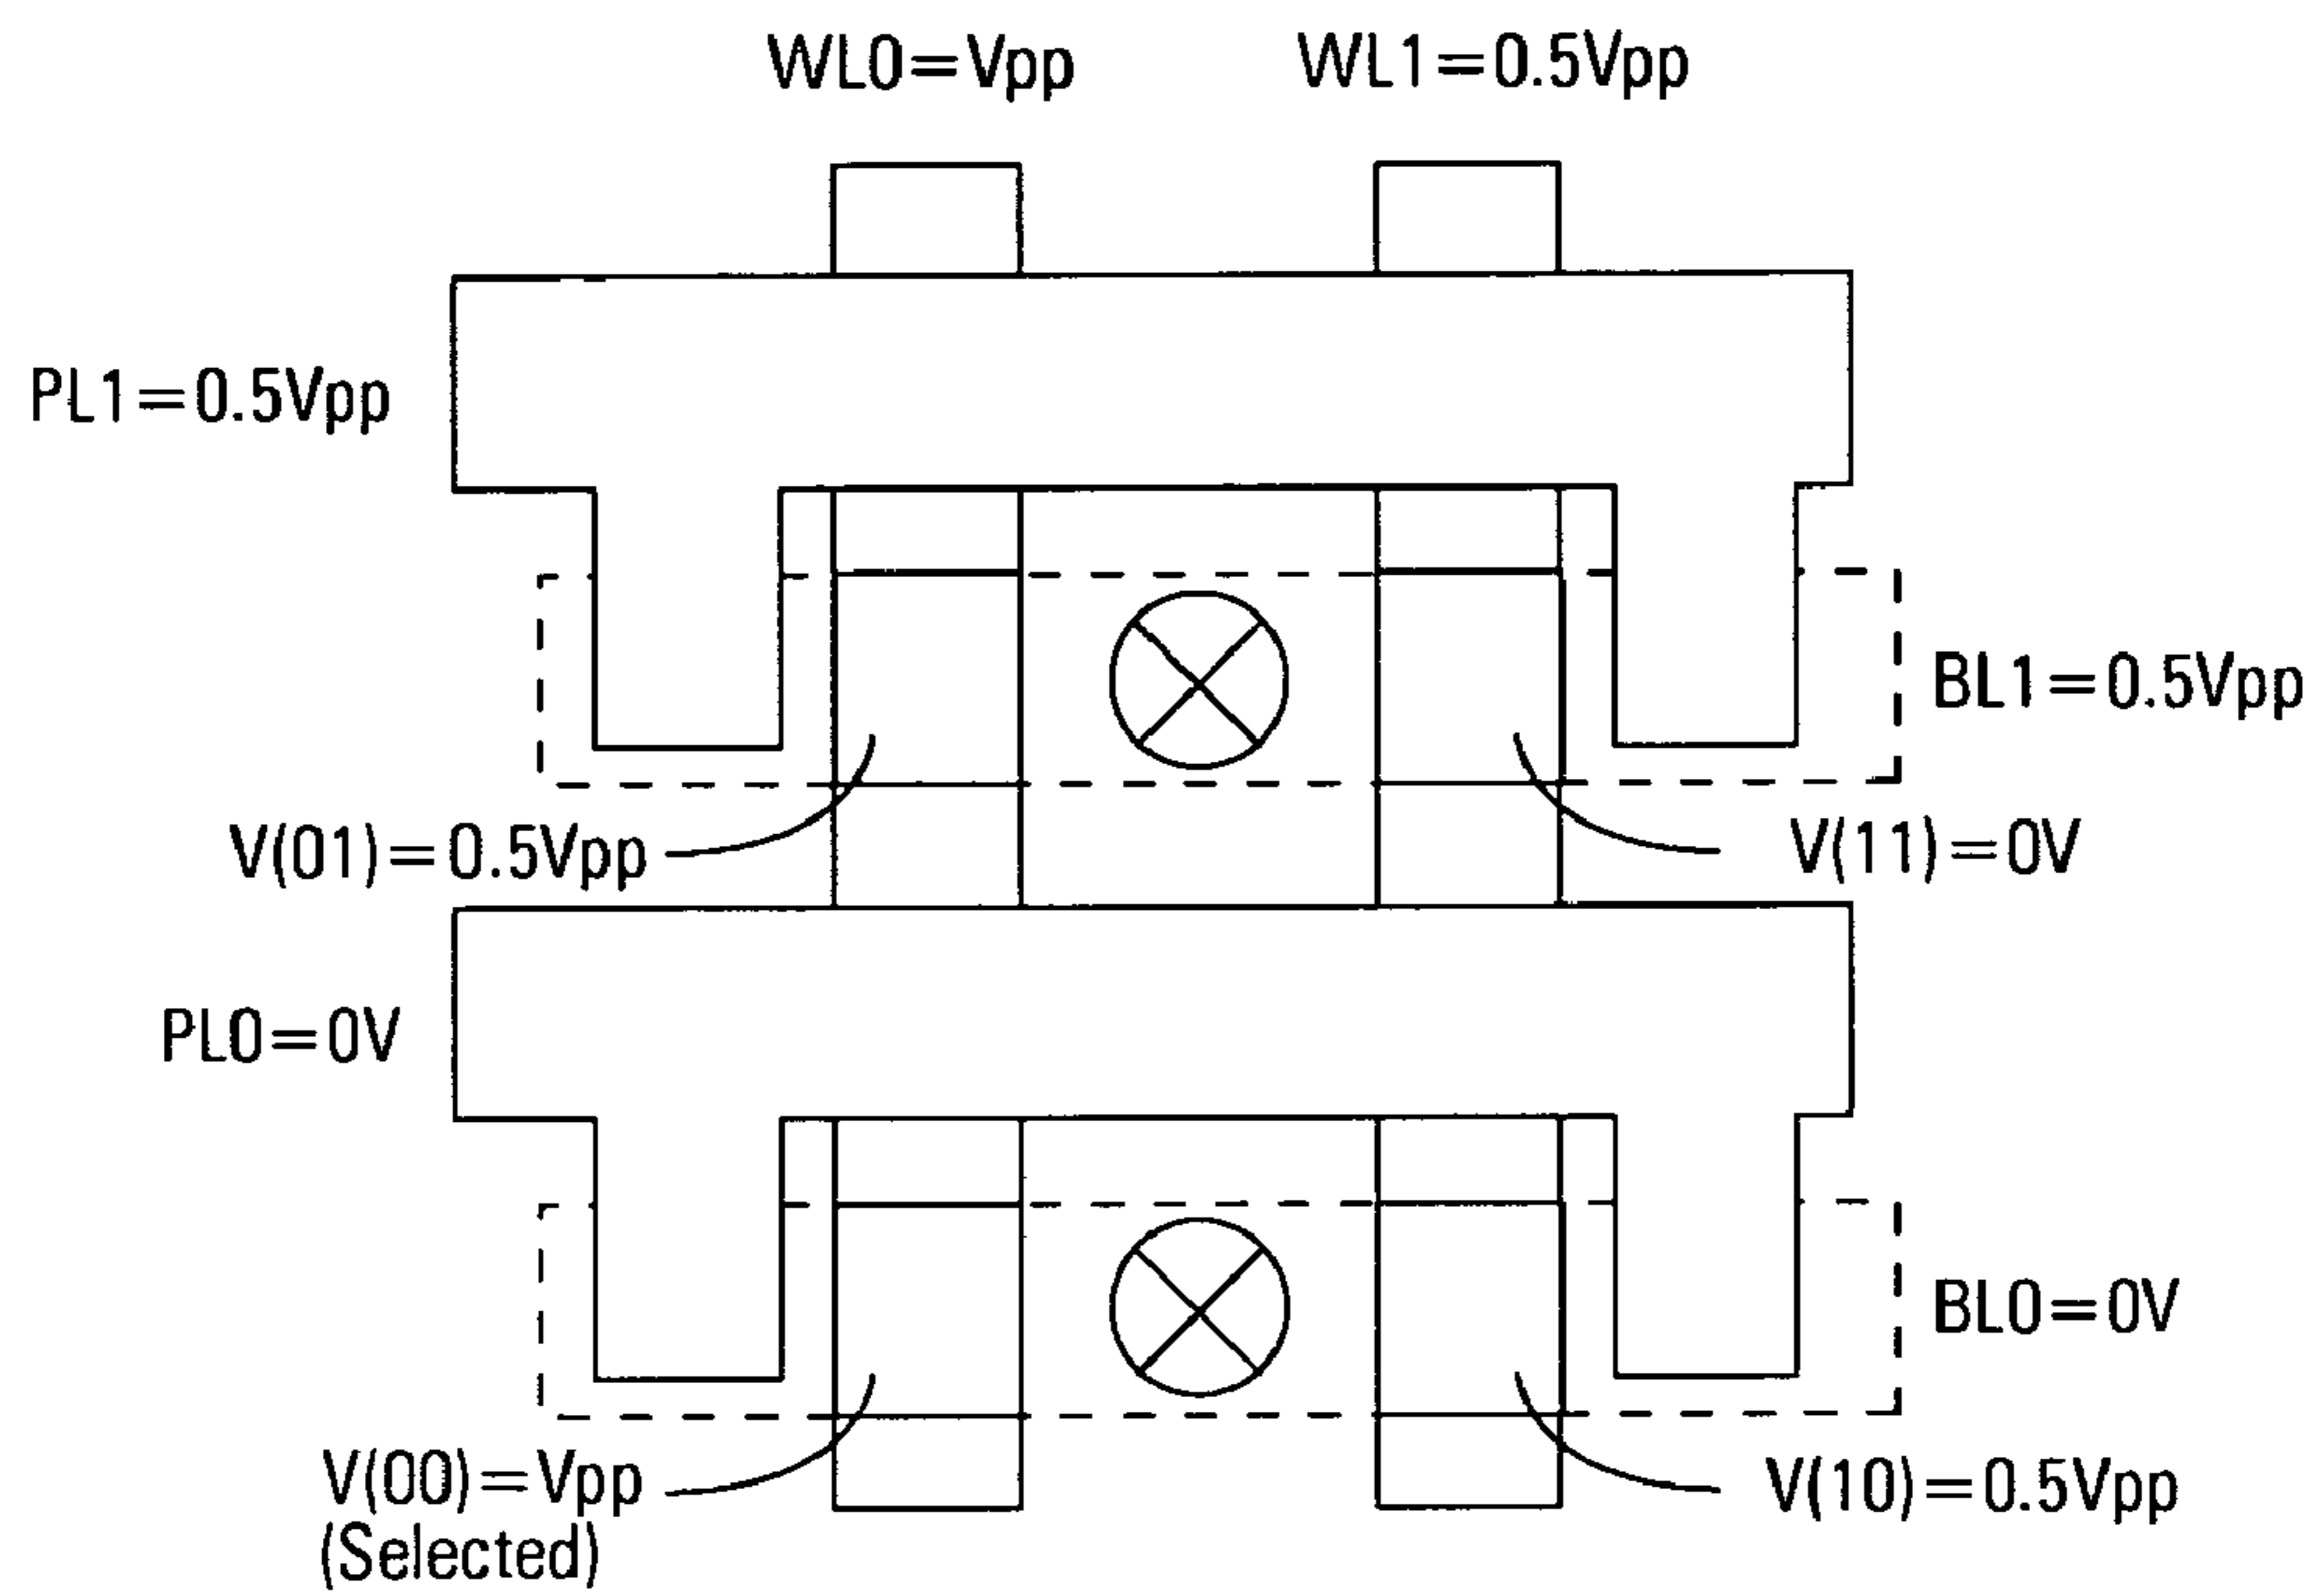 WL0=Vpp
WL1=0.5Vpp
PL1=0.5Vpp
BL1=0.5Vpp
V(01)=0.5Vpp
V(11)=0V
PL0=0V
BL0=0V
V(00)=Vpp
(Selected)
V(10)=0.5Vpp